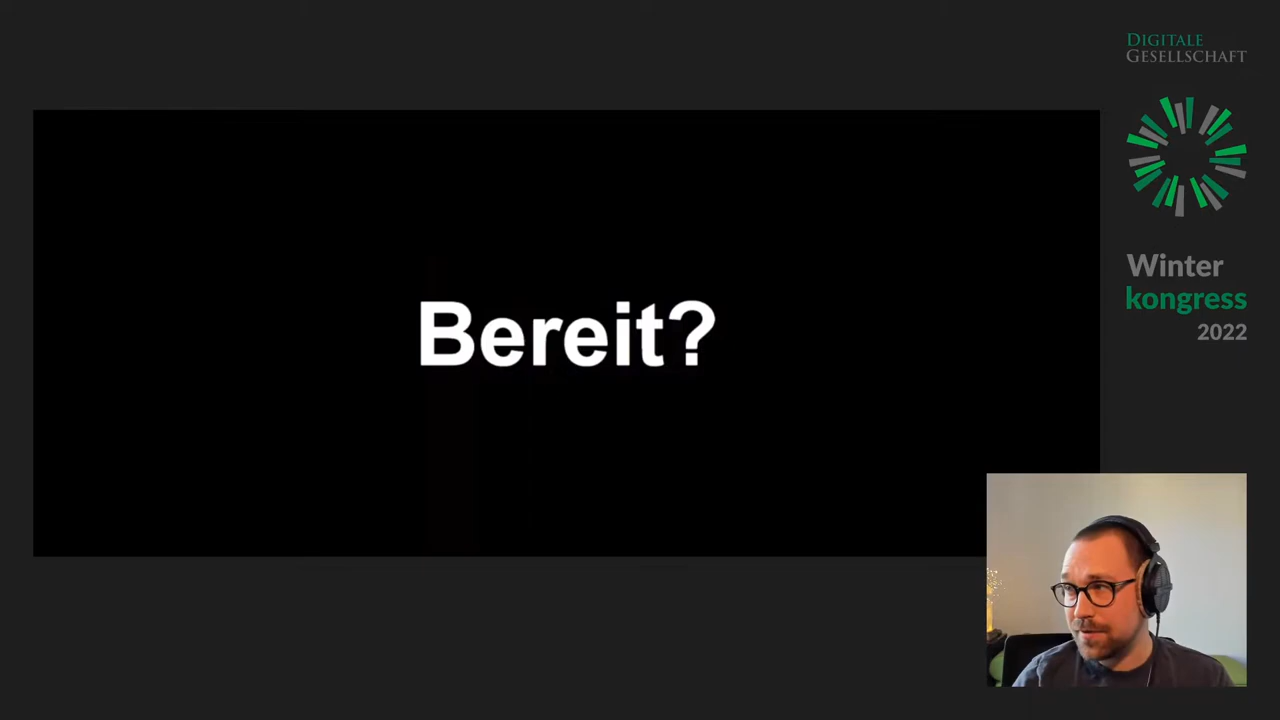 DIGITALE
GESELLSCHAFT
Bereit?
Winter
kongress
2022